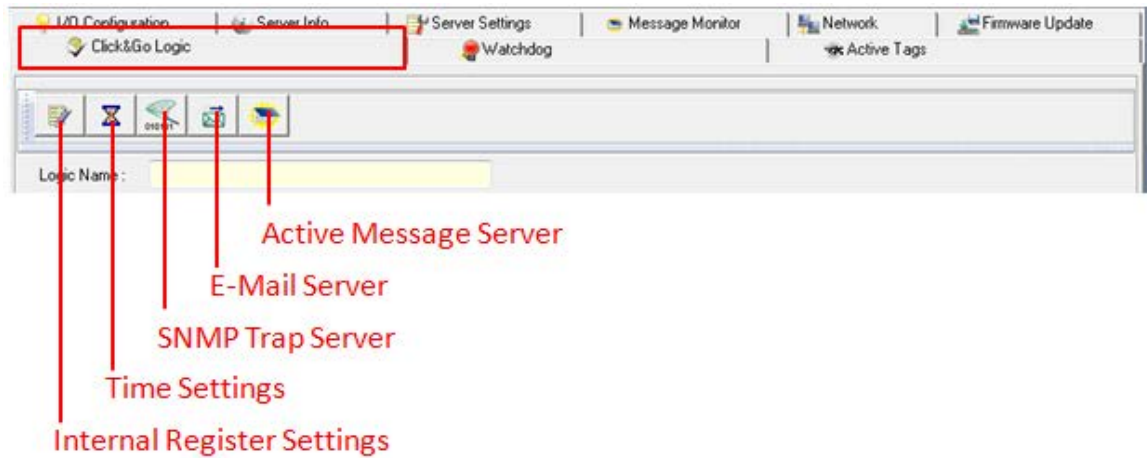 I/O Configuration Server Info Server Settings Message Monitor Network Firmware Update
Click&Go Logic Watchdog Active Tags
010101
Logic Name :
Active Message Server
E-Mail Server
SNMP Trap Server
Time Settings
Internal Register Settings